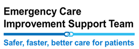 Emergency Care
Improvement Support Team
Safer, faster, better care for patients